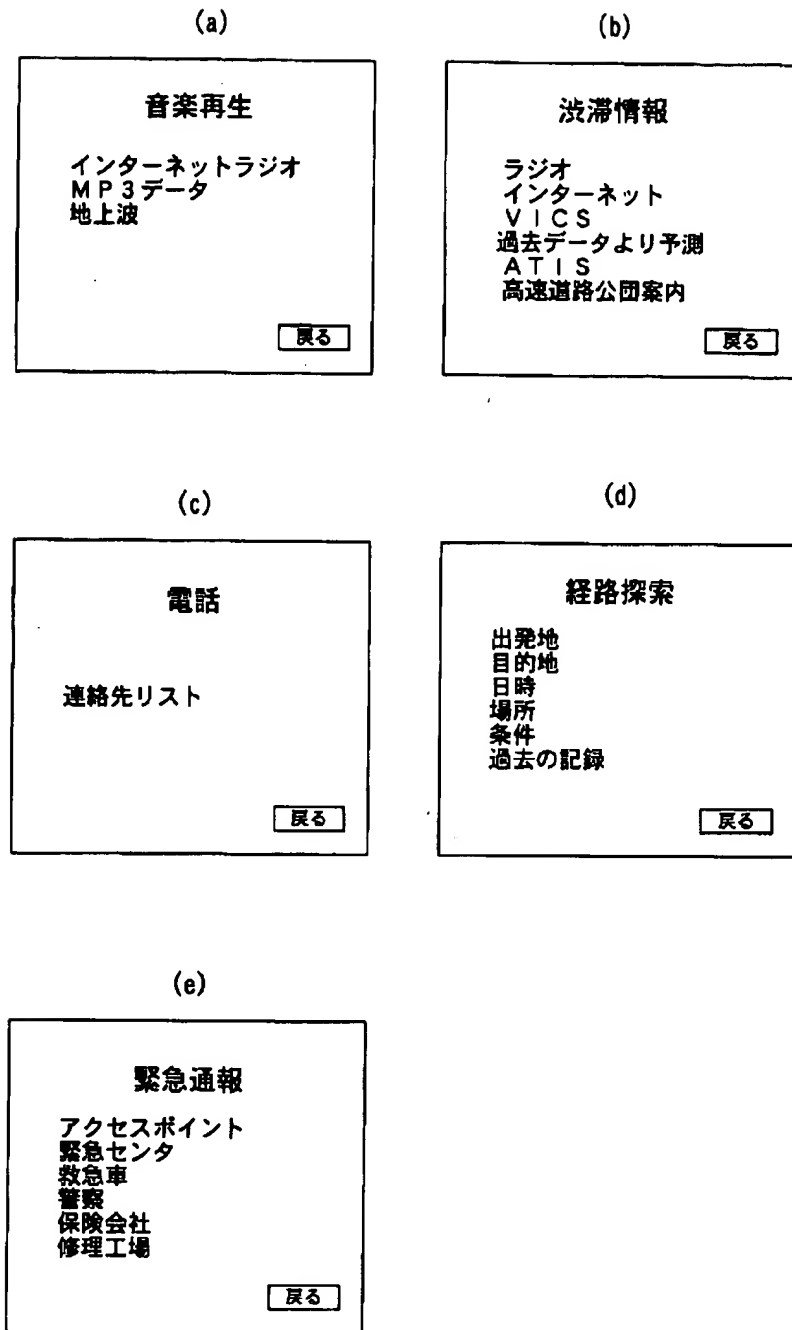 (a)
音楽再生
インターネットラジオ
ＭＰ３データ
地上波
戻る
(b)
渋滞情報
ラジオ
インターネット
ＶＩＣＳ
過去データより予測
ＡＴＩＳ
高速道路公団案内
戻る
(c)
電話
連絡先リスト
戻る
(d)
経路探索
出発地
目的地
日時
場所
条件
過去の記録
戻る
(e)
緊急通報
アクセスポイント
緊急センタ
救急車
警察
保険会社
修理工場
戻る